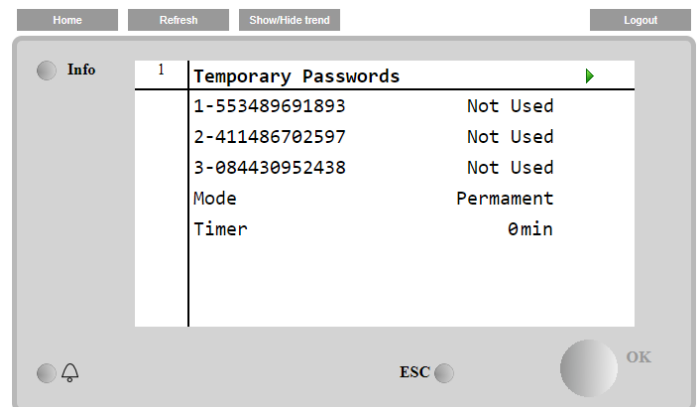 Home Refresh Show/Hide trend Logout
Info
1 Temporary Passwords
1-553489691893 Not Used
2-411486702597 Not Used
3-084430952438 Not Used
Mode Permament
Timer 0min
ESC
OK